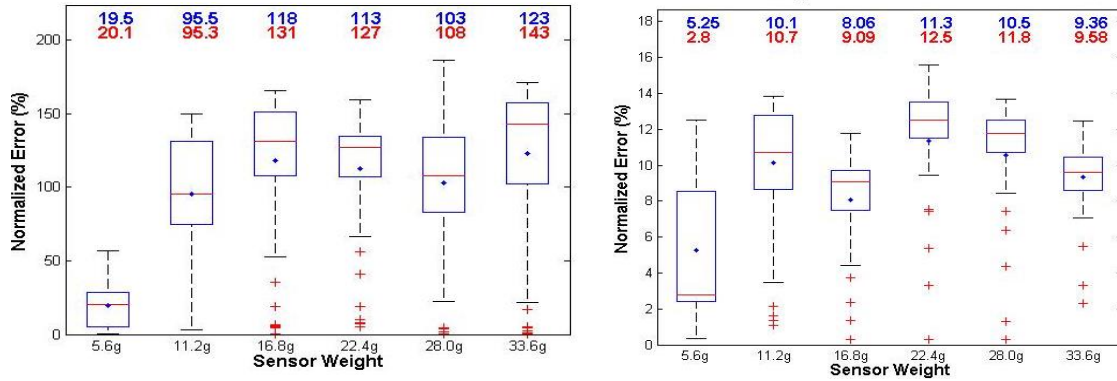 19.5 95.5 118 113 103 123
20.1 95.3 131 127 108 143
200
150
100
50
0
Normalized Error (%)
5.6g 11.2g 16.8g 22.4g 28.0g 33.6g
Sensor Weight
5.25 10.1 8.06 11.3 10.5 9.36
2.8 10.7 9.09 12.5 11.8 9.58
18
16
14
12
10
8
6
4
2
0
Normalized Error (%)
5.6g 11.2g 16.8g 22.4g 28.0g 33.6g
Sensor Weight